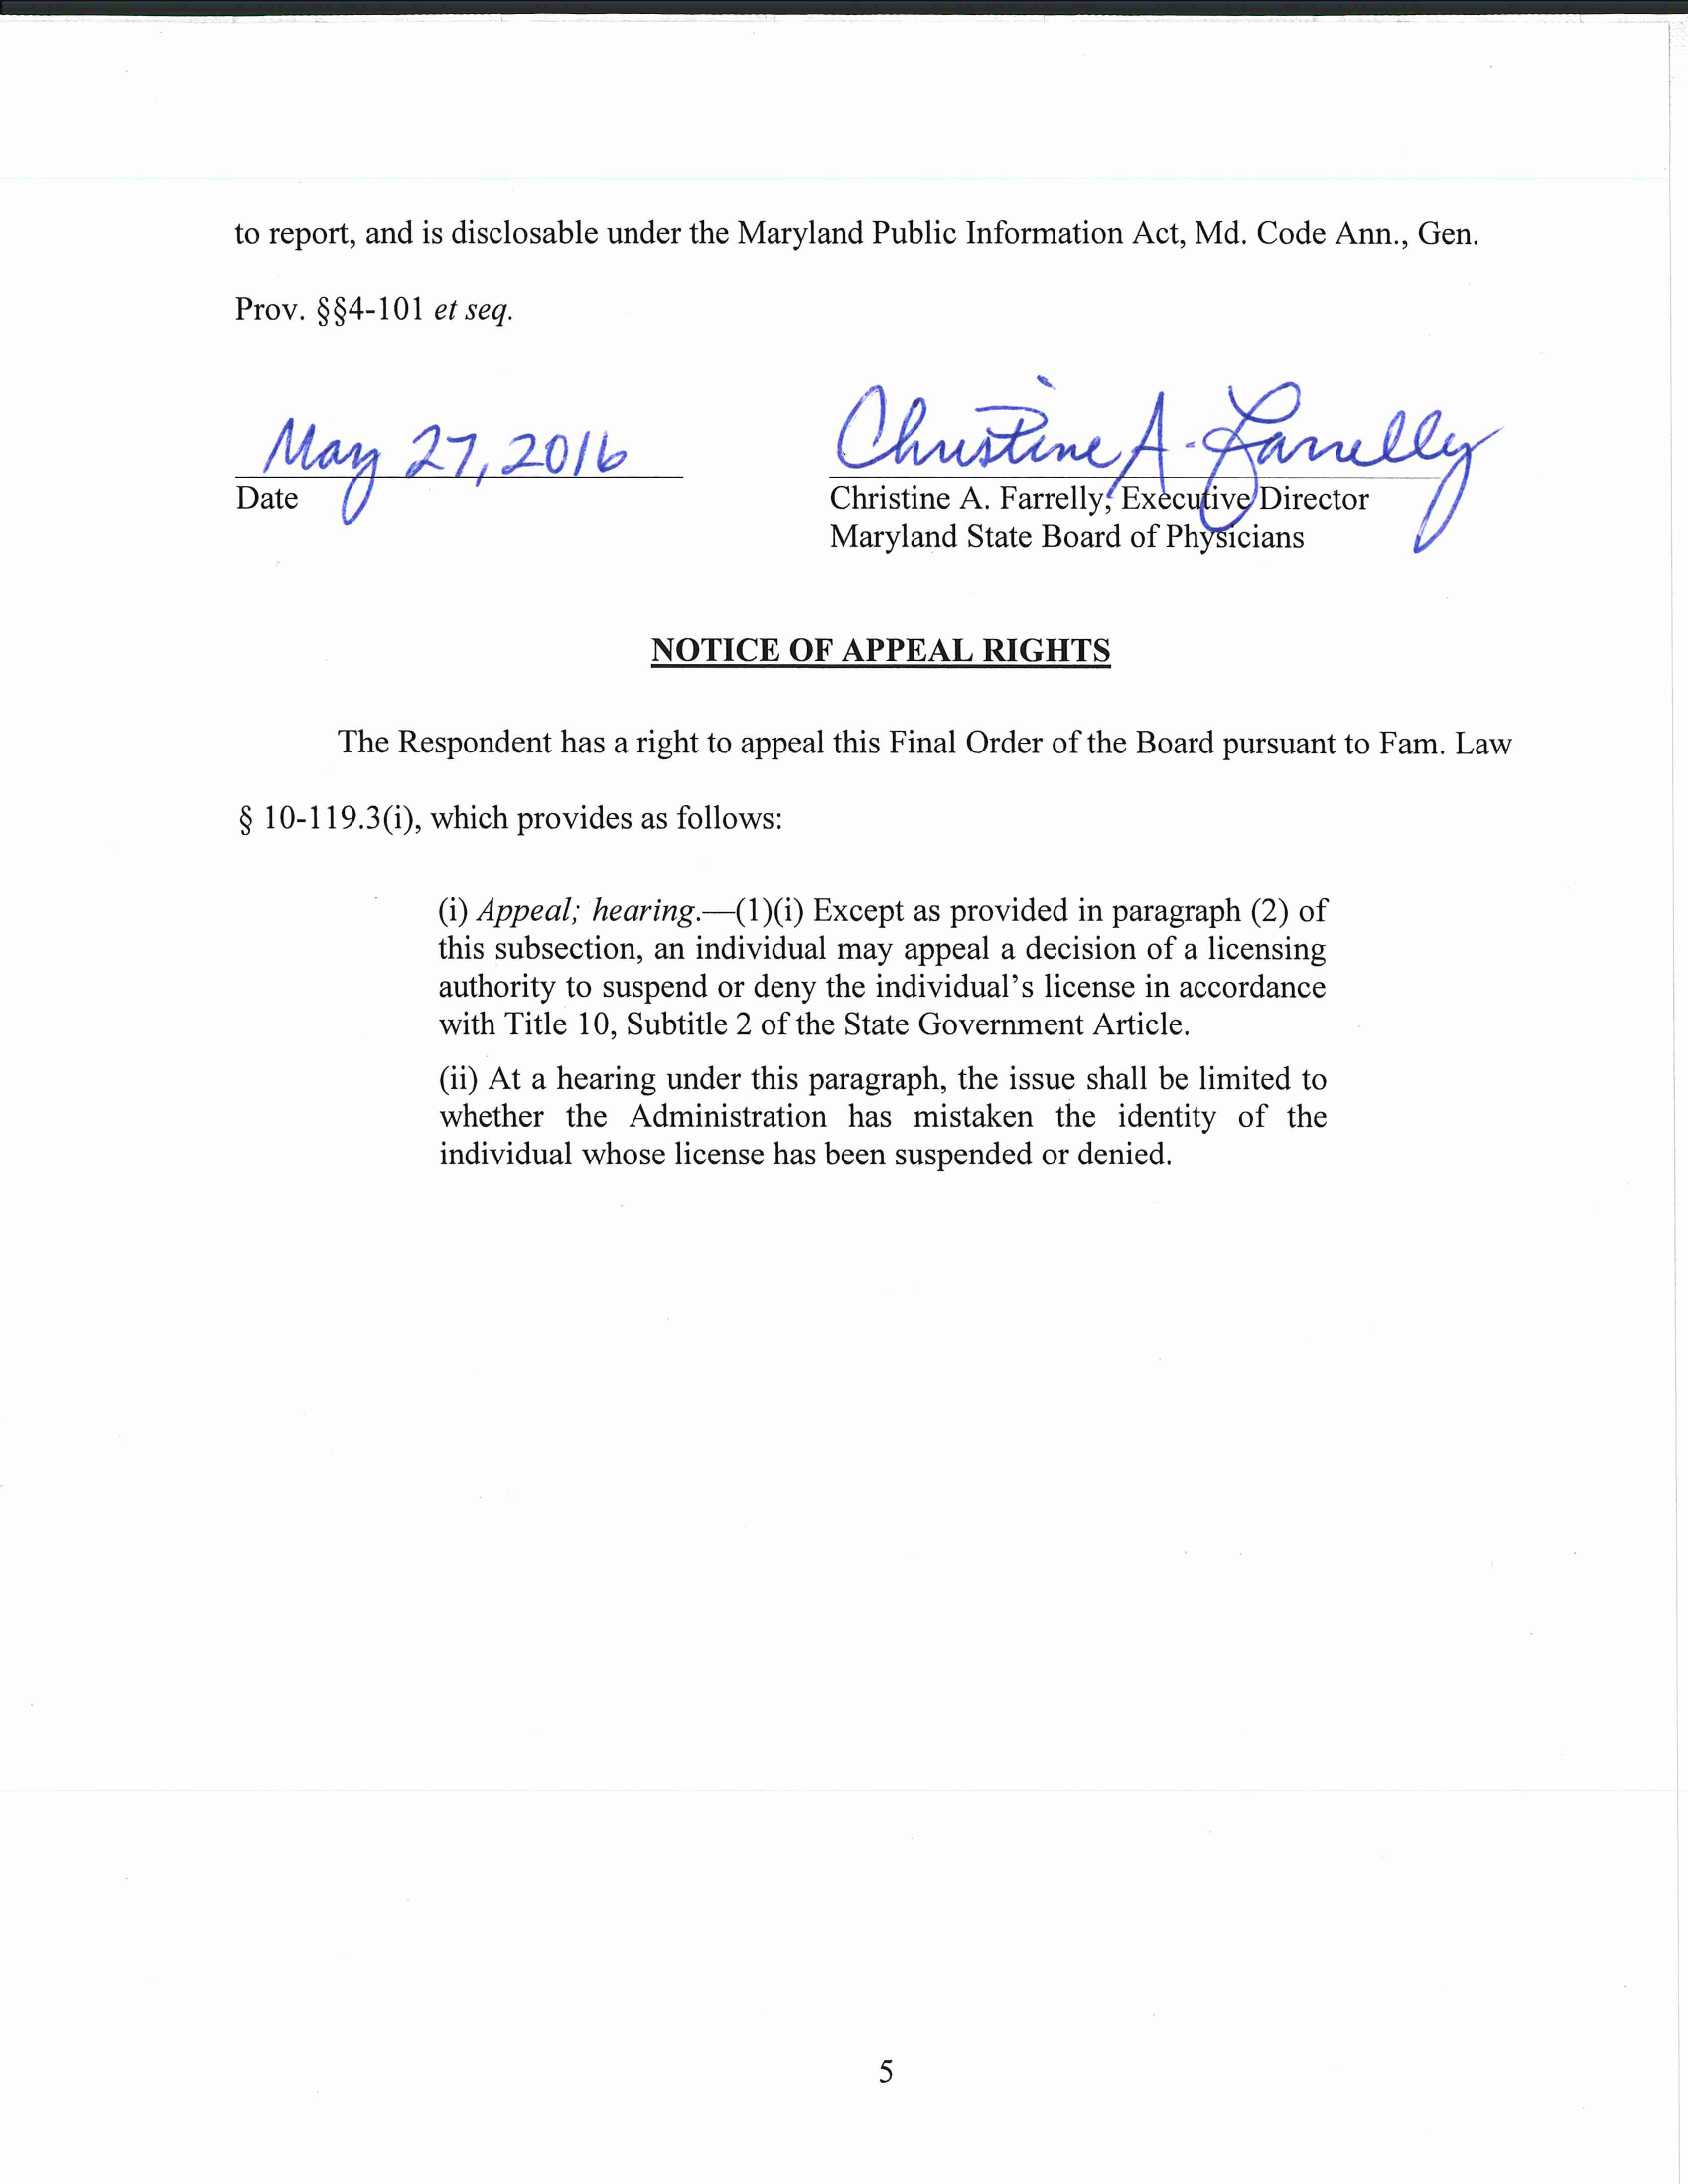 to report, and is disclosable under the Maryland Public Information Act, Md. Code Ann., Gen.
Prov. §§4-101 et seq.
May 27, 2016
Date
Christine A. Farrelly
Christine A. Farrelly, Executive Director
Maryland State Board of Physicians
NOTICE OF APPEAL RIGHTS
The Respondent has a right to appeal this Final Order of the Board pursuant to Fam. Law
§ 10-119.3(i), which provides as follows:
(i) Appeal; hearing.—(1)(i) Except as provided in paragraph (2) of
this subsection, an individual may appeal a decision of a licensing
authority to suspend or deny the individual's license in accordance
with Title 10, Subtitle 2 of the State Government Article.
(ii) At a hearing under this paragraph, the issue shall be limited to
whether the Administration has mistaken the identity of the
individual whose license has been suspended or denied.
5